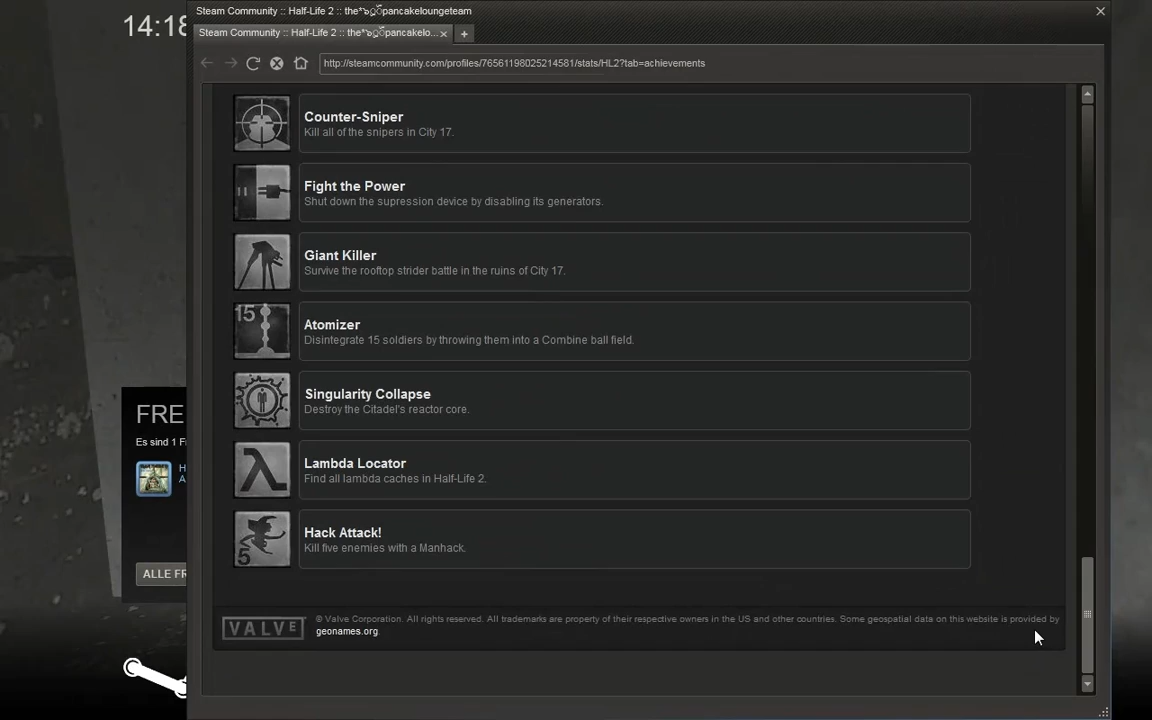 14:18
Steam Community :: Half-Life 2 :: the
pancakeloungeteam
Steam Community :: Half-Life 2 :: the
pancakelo...
http://steamcommunity.com/profiles/76561198025214581/stats/HL2?tab=achievements
Counter-Sniper
Kill all of the snipers in City 17.
11
Fight the Power
Shut down the supression device by disabling its generators.
Giant Killer
Survive the rooftop strider battle in the ruins of City 17.
15
Atomizer
Disintegrate 15 soldiers by throwing them into a Combine ball field.
Singularity Collapse
Destroy the Citadel's reactor core.
λ
Lambda Locator
Find all lambda caches in Half-Life 2.
5
Hack Attack!
Kill five enemies with a Manhack.
FRE
Es sind 1 F
H
A
ALLE FR
VALVE
© Valve Corporation. All rights reserved. All trademarks are property of their respective owners in the US and other countries. Some geospatial data on this website is provided by
geonames.org.